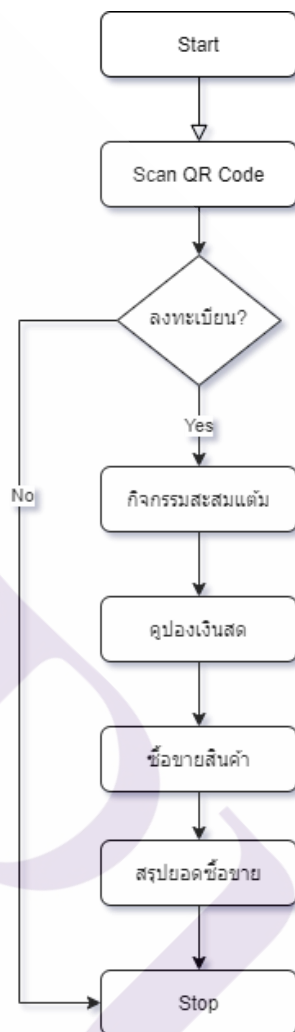 Start
Scan QR Code
ลงทะเบียน?
Yes
No
กิจกรรมสะสมแต้ม
คูปองเงินสด
ซื้อขายสินค้า
สรุปยอดซื้อขาย
Stop